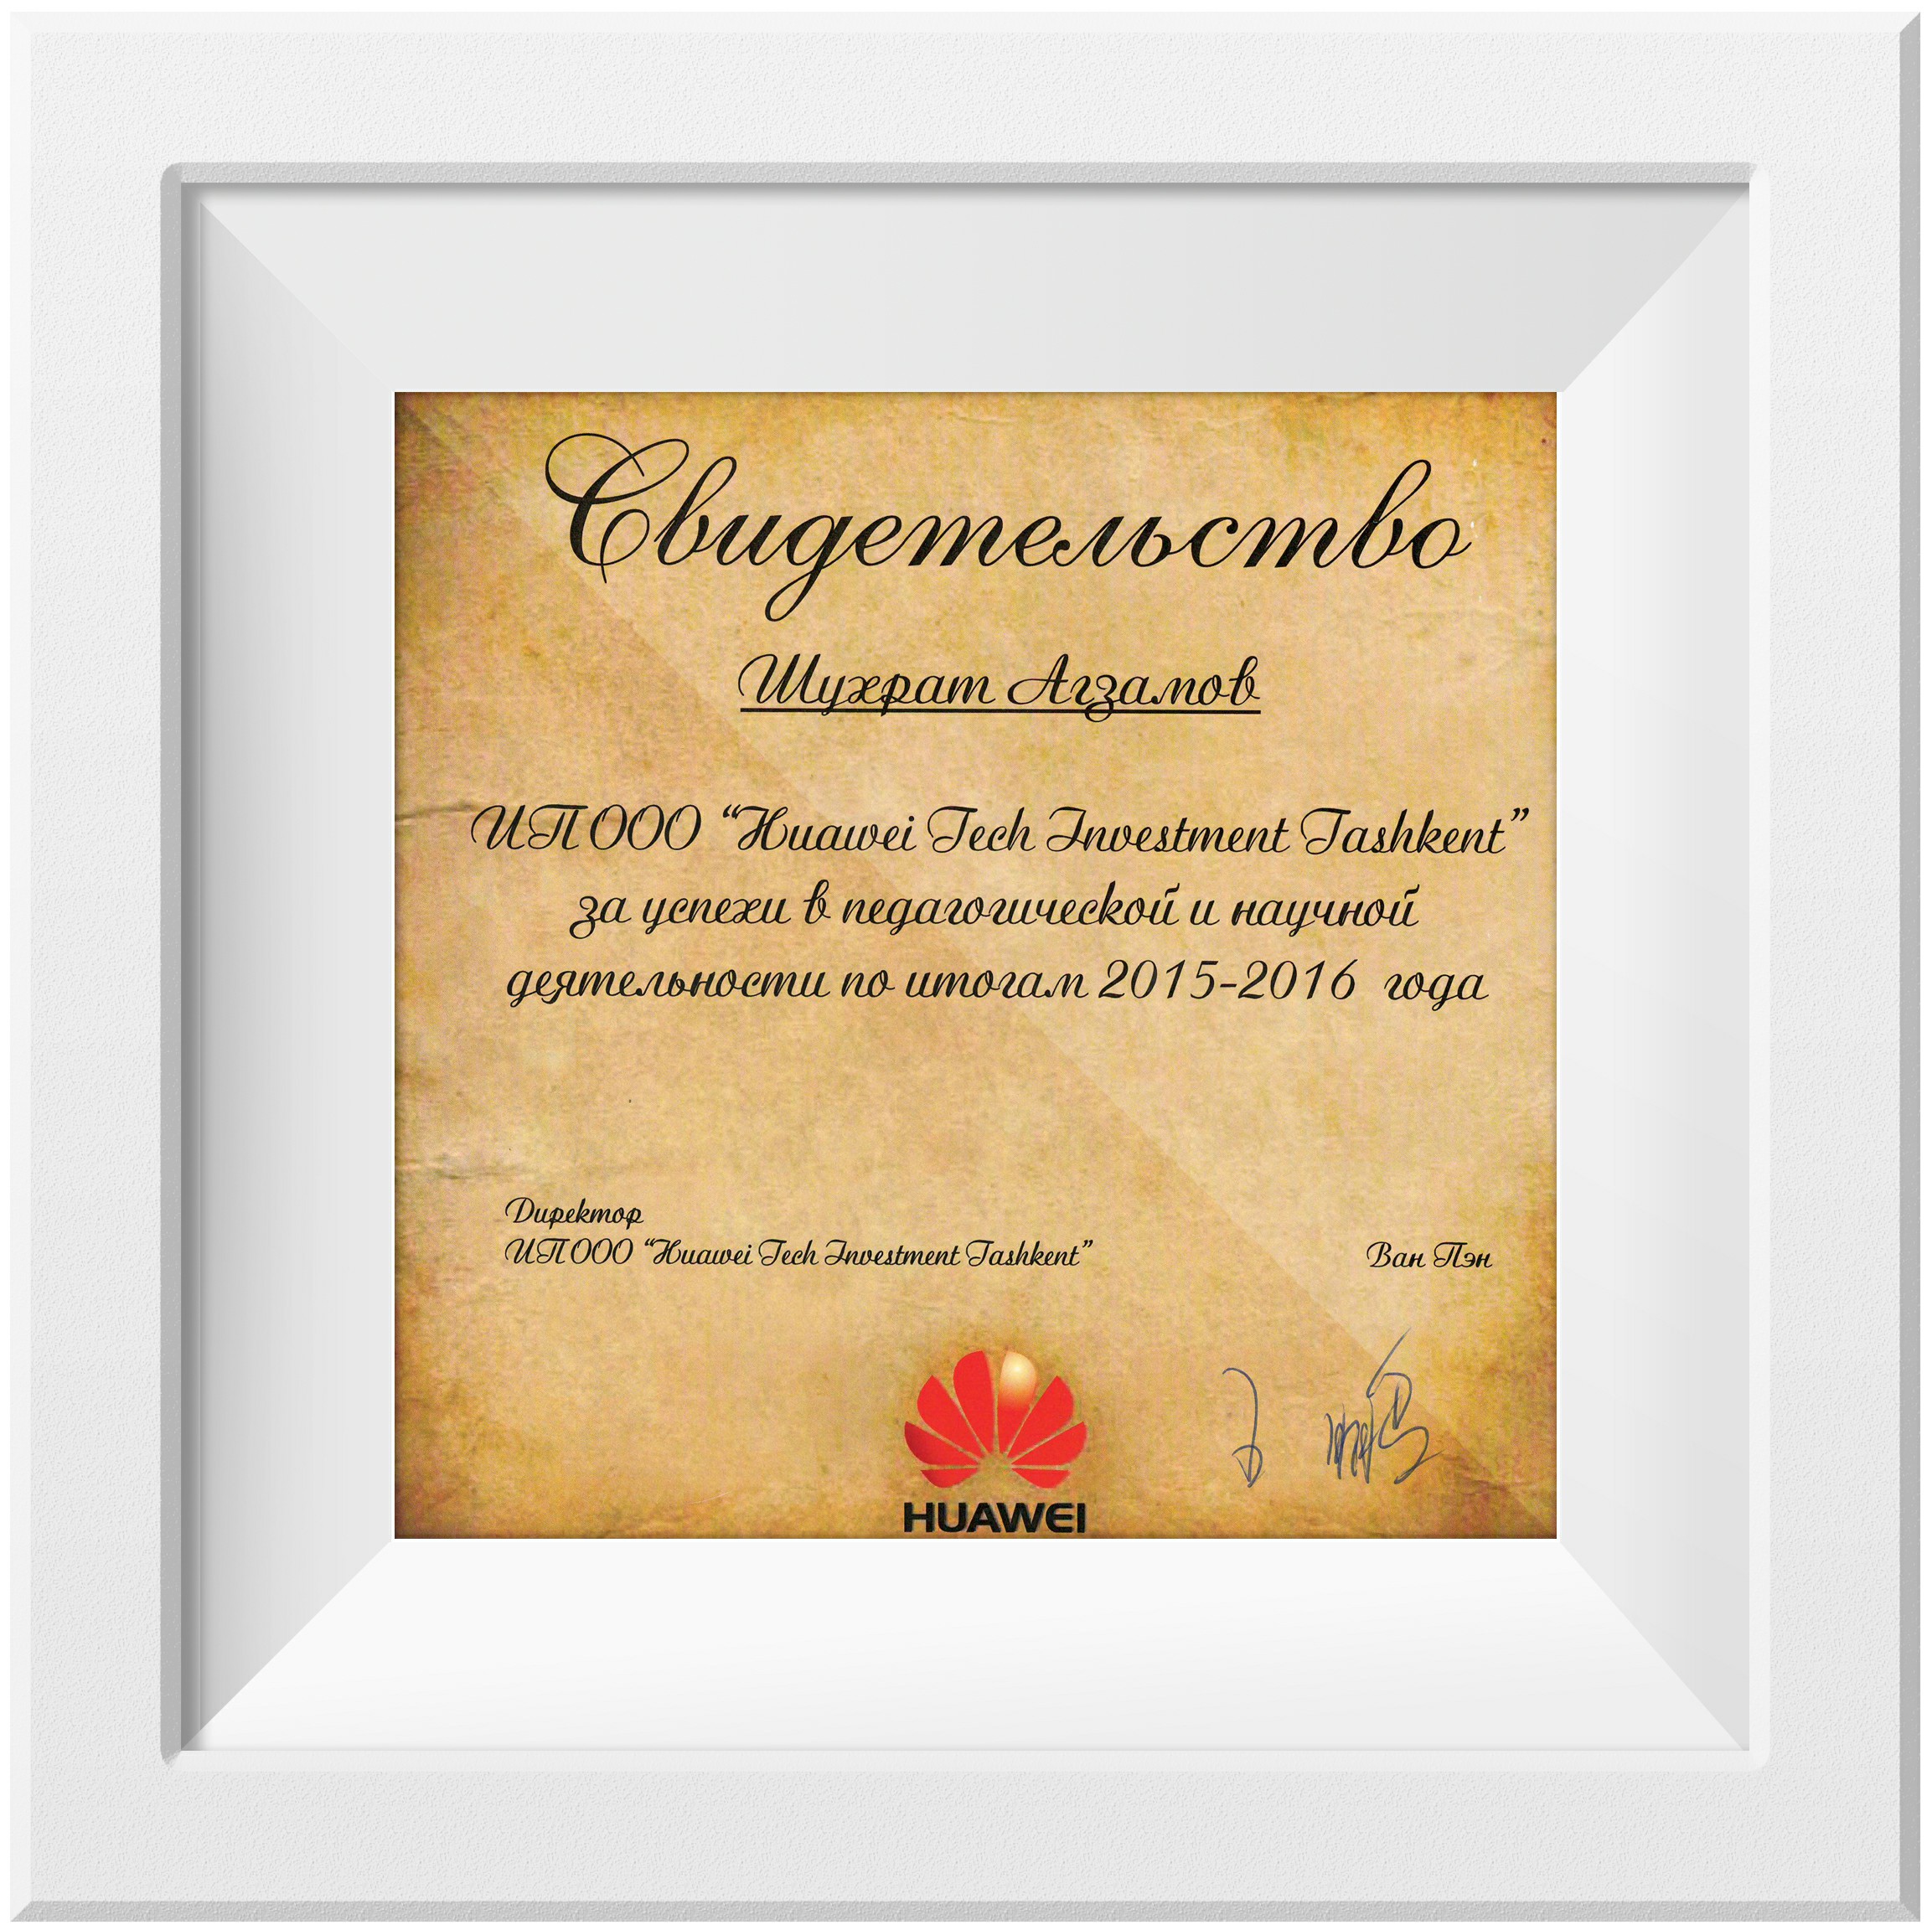 Свидетельство
Шухрат Агзамов
ИП ООО “Huawei Tech Investment Tashkent”
за успехи в педагогической и научной
деятельности по итогам 2015-2016 года
Директор
ИП ООО “Huawei Tech Investment Tashkent” Ван Пэн
HUAWEI